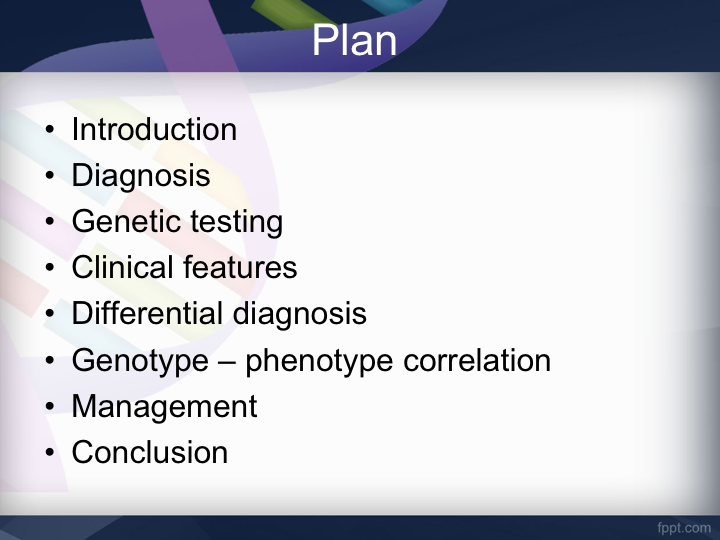 Plan
• Introduction
• Diagnosis
• Genetic testing
• Clinical features
• Differential diagnosis
• Genotype – phenotype correlation
• Management
• Conclusion
fppt.com